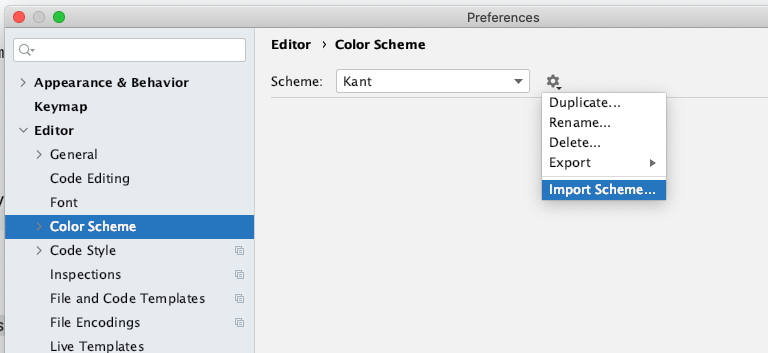 Preferences
Appearance & Behavior
Keymap
Editor
General
Code Editing
Font
Color Scheme
Code Style
Inspections
File and Code Templates
File Encodings
Live Templates
Editor › Color Scheme
Scheme: Kant
Duplicate...
Rename...
Delete...
Export
Import Scheme...